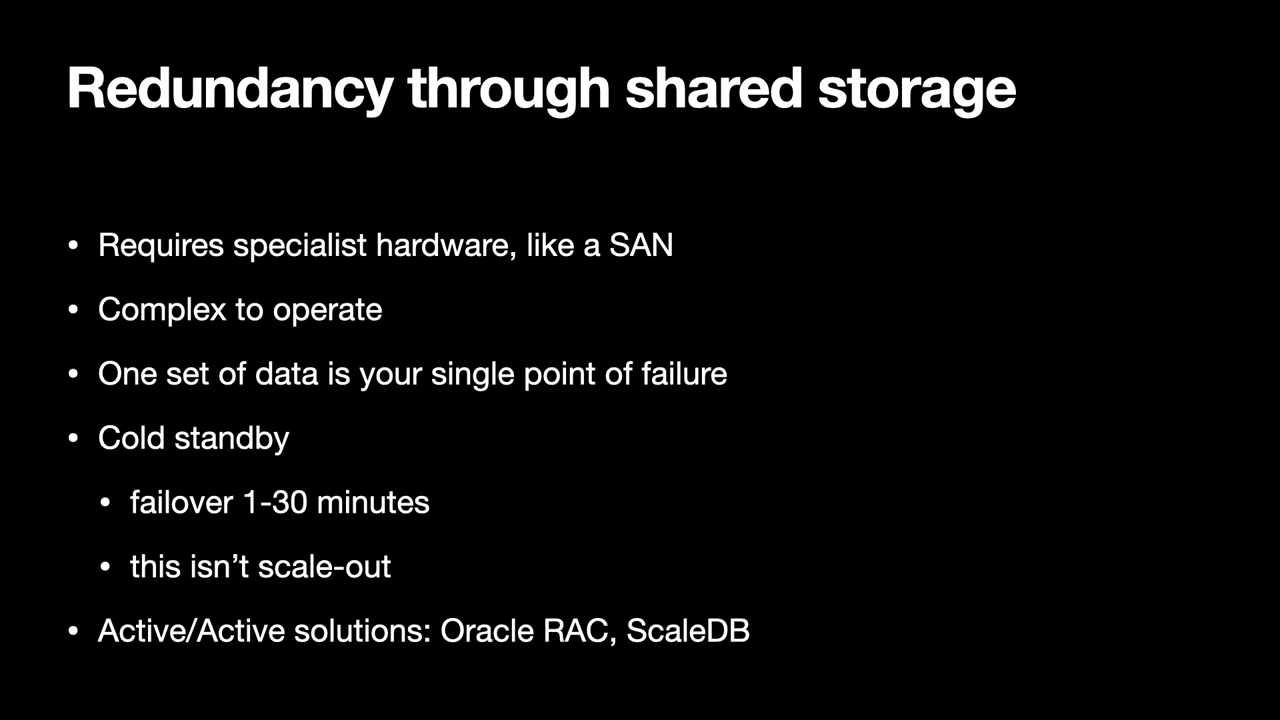 Redundancy through shared storage
• Requires specialist hardware, like a SAN
• Complex to operate
• One set of data is your single point of failure
• Cold standby
• failover 1-30 minutes
• this isn’t scale-out
• Active/Active solutions: Oracle RAC, ScaleDB